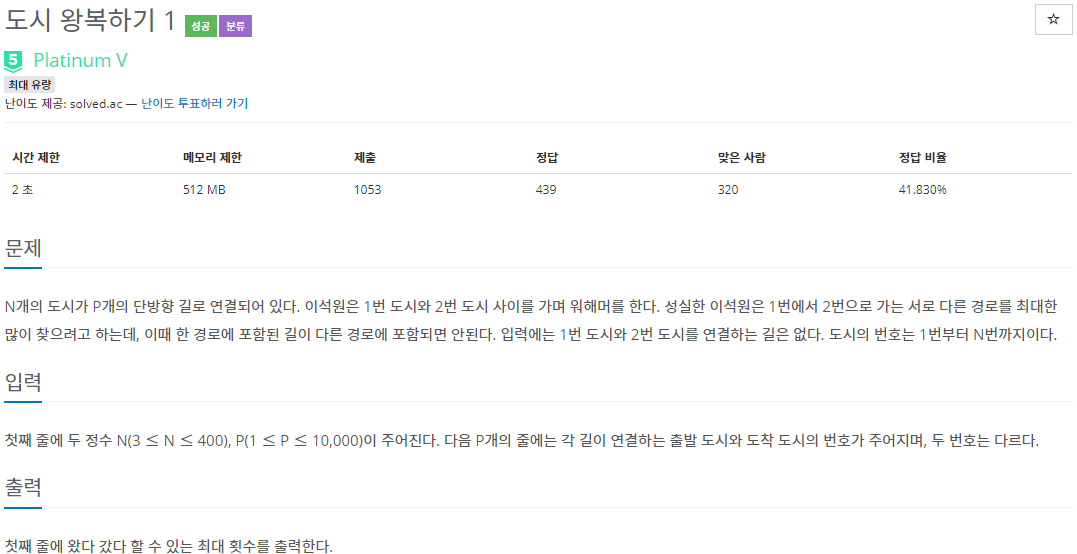 도시 왕복하기 1 성공 분류
☆
5 Platinum V
최대 유량
난이도 제공: solved.ac — 난이도 투표하러 가기
시간 제한 메모리 제한 제출 정답 맞은 사람 정답 비율
2 초 512 MB 1053 439 320 41.830%
문제
N개의 도시가 P개의 단방향 길로 연결되어 있다. 이석원은 1번 도시와 2번 도시 사이를 가며 워해머를 한다. 성실한 이석원은 1번에서 2번으로 가는 서로 다른 경로를 최대한
많이 찾으려고 하는데, 이때 한 경로에 포함된 길이 다른 경로에 포함되면 안된다. 입력에는 1번 도시와 2번 도시를 연결하는 길은 없다. 도시의 번호는 1번부터 N번까지이다.
입력
첫째 줄에 두 정수 N(3 ≤ N ≤ 400), P(1 ≤ P ≤ 10,000)이 주어진다. 다음 P개의 줄에는 각 길이 연결하는 출발 도시와 도착 도시의 번호가 주어지며, 두 번호는 다르다.
출력
첫째 줄에 왔다 갔다 할 수 있는 최대 횟수를 출력한다.